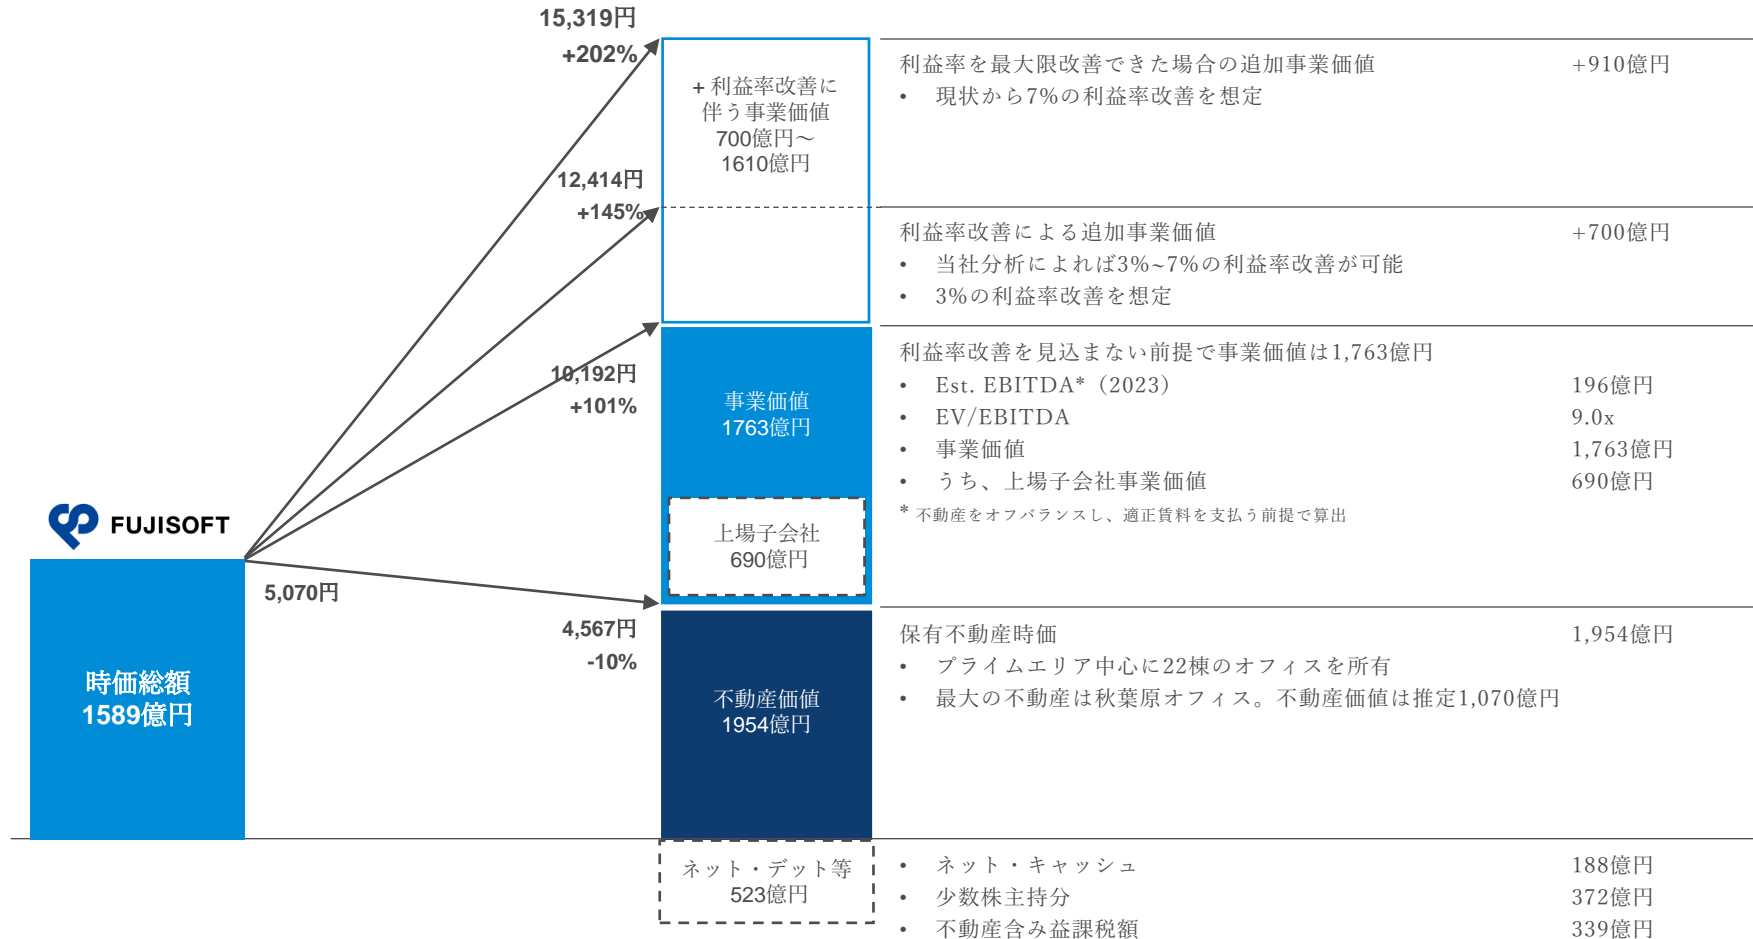 15,319円
+202%
12,414円
+145%
10,192円
+101%
FUJISOFT
5,070円
4,567円
-10%
時価総額
1589億円
+ 利益率改善に
伴う事業価値
700億円～
1610億円
事業価値
1763億円
上場子会社
690億円
不動産価値
1954億円
ネット・デット等
523億円
利益率を最大限改善できた場合の追加事業価値 +910億円
• 現状から7%の利益率改善を想定
利益率改善による追加事業価値 +700億円
• 当社分析によれば3%~7%の利益率改善が可能
• 3%の利益率改善を想定
利益率改善を見込まない前提で事業価値は1,763億円
• Est. EBITDA*（2023） 196億円
• EV/EBITDA 9.0x
• 事業価値 1,763億円
• うち、上場子会社事業価値 690億円
* 不動産をオフバランスし、適正賃料を支払う前提で算出
保有不動産時価 1,954億円
• プライムエリア中心に22棟のオフィスを所有
• 最大の不動産は秋葉原オフィス。不動産価値は推定1,070億円
• ネット・キャッシュ 188億円
• 少数株主持分 372億円
• 不動産含み益課税額 339億円